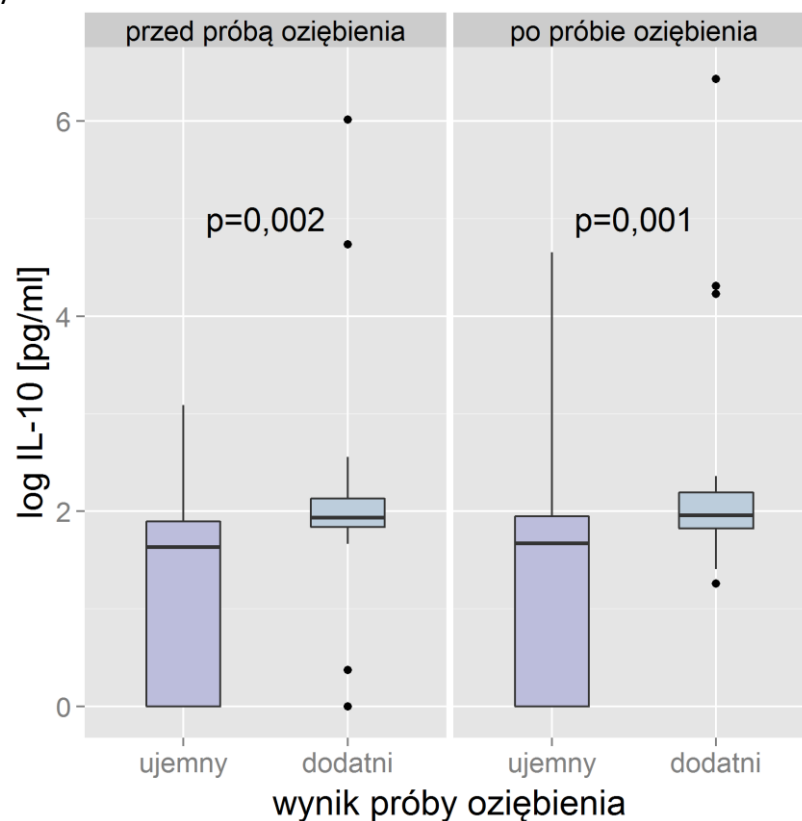 przed próbą oziębienia
po próbie oziębienia
6
p=0,002
p=0,001
log IL-10 [pg/ml]
4
2
0
ujemny
dodatni
ujemny
dodatni
wynik próby oziębienia